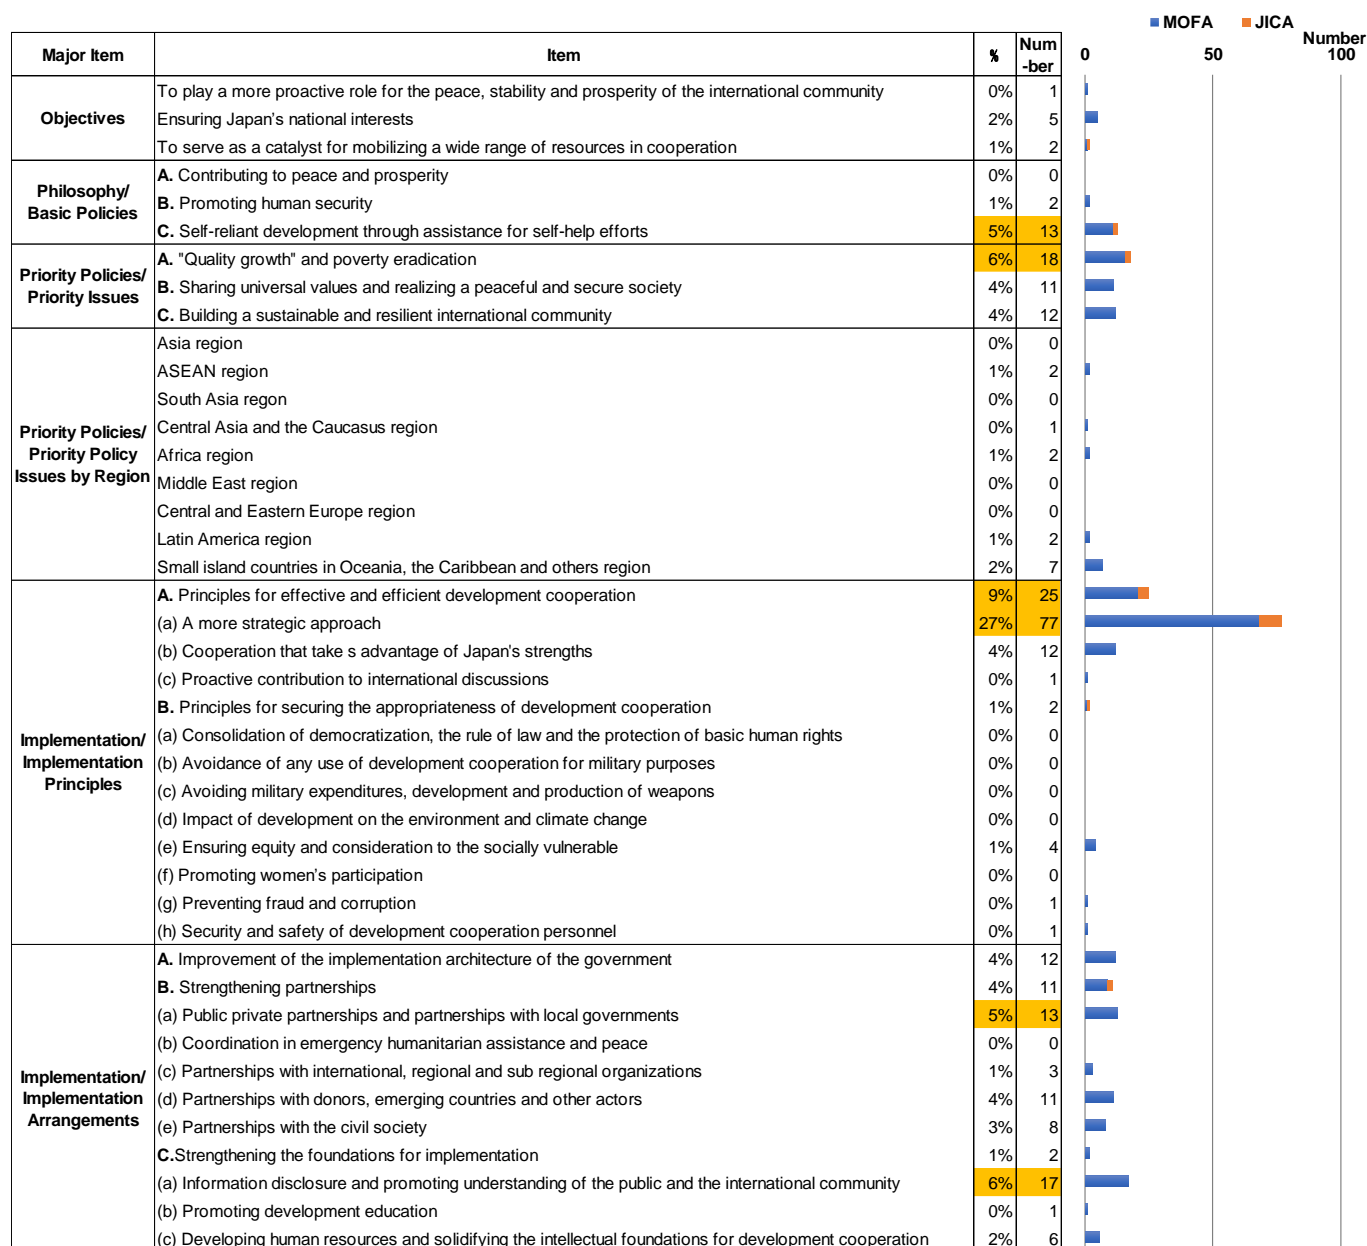 MOFA JICA
Number
0 50 100
Major Item Item % Num
-ber
Objectives
To play a more proactive role for the peace, stability and prosperity of the international community 0% 1
Ensuring Japan's national interests 2% 5
To serve as a catalyst for mobilizing a wide range of resources in cooperation 1% 2
Philosophy/
Basic Policies
A. Contributing to peace and prosperity 0% 0
B. Promoting human security 1% 2
C. Self-reliant development through assistance for self-help efforts 5% 13
Priority Policies/
Priority Issues
A. "Quality growth" and poverty eradication 6% 18
B. Sharing universal values and realizing a peaceful and secure society 4% 11
C. Building a sustainable and resilient international community 4% 12
Priority Policies/
Priority Policy
Issues by Region
Asia region 0% 0
ASEAN region 1% 2
South Asia regon 0% 0
Central Asia and the Caucasus region 0% 1
Africa region 1% 2
Middle East region 0% 0
Central and Eastern Europe region 0% 0
Latin America region 1% 2
Small island countries in Oceania, the Caribbean and others region 2% 7
Implementation/
Implementation
Principles
A. Principles for effective and efficient development cooperation 9% 25
(a) A more strategic approach 27% 77
(b) Cooperation that take s advantage of Japan's strengths 4% 12
(c) Proactive contribution to international discussions 0% 1
B. Principles for securing the appropriateness of development cooperation 1% 2
(a) Consolidation of democratization, the rule of law and the protection of basic human rights 0% 0
(b) Avoidance of any use of development cooperation for military purposes 0% 0
(c) Avoiding military expenditures, development and production of weapons 0% 0
(d) Impact of development on the environment and climate change 0% 0
(e) Ensuring equity and consideration to the socially vulnerable 1% 4
(f) Promoting women's participation 0% 0
(g) Preventing fraud and corruption 0% 1
(h) Security and safety of development cooperation personnel 0% 1
Implementation/
Implementation
Arrangements
A. Improvement of the implementation architecture of the government 4% 12
B. Strengthening partnerships 4% 11
(a) Public private partnerships and partnerships with local governments 5% 13
(b) Coordination in emergency humanitarian assistance and peace 0% 0
(c) Partnerships with international, regional and sub regional organizations 1% 3
(d) Partnerships with donors, emerging countries and other actors 4% 11
(e) Partnerships with the civil society 3% 8
C.Strengthening the foundations for implementation 1% 2
(a) Information disclosure and promoting understanding of the public and the international community 6% 17
(b) Promoting development education 0% 1
(c) Developing human resources and solidifying the intellectual foundations for development cooperation 2% 6